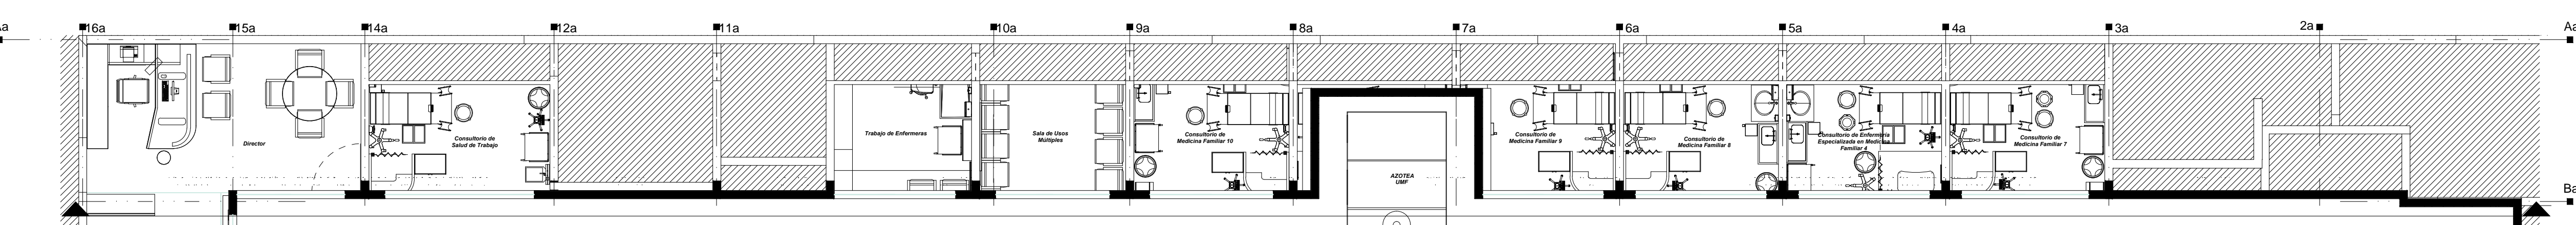 Aa
16a
15a
14a
12a
11a
10a
9a
8a
7a
6a
5a
4a
3a
2a
Aa
Director
Consultorio de
Salud de Trabajo
Trabajo de Enfermeras
Sala de Usos
Múltiples
Consultorio de
Medicina Familiar 10
AZOTEA
UMF
Consultorio de
Medicina Familiar 9
Consultorio de
Medicina Familiar 8
Consultorio de Enfermería
Especializada en Medicina
Familiar 4
Consultorio de
Medicina Familiar 7
Ba